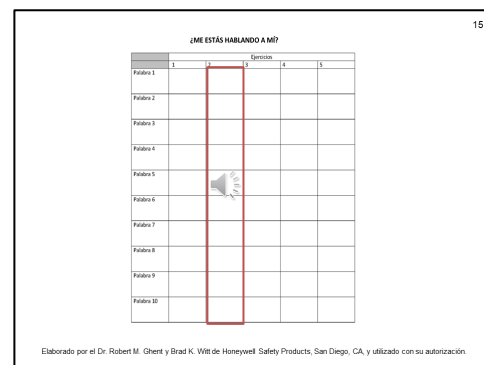 15
¿ME ESTÁS HABLANDO A MÍ?
Ejercicios
1 2 3 4 5
Palabra 1
Palabra 2
Palabra 3
Palabra 4
Palabra 5
Palabra 6
Palabra 7
Palabra 8
Palabra 9
Palabra 10
Elaborado por el Dr. Robert M. Ghent y Brad K. Witt de Honeywell Safety Products, San Diego, CA, y utilizado con su autorización.